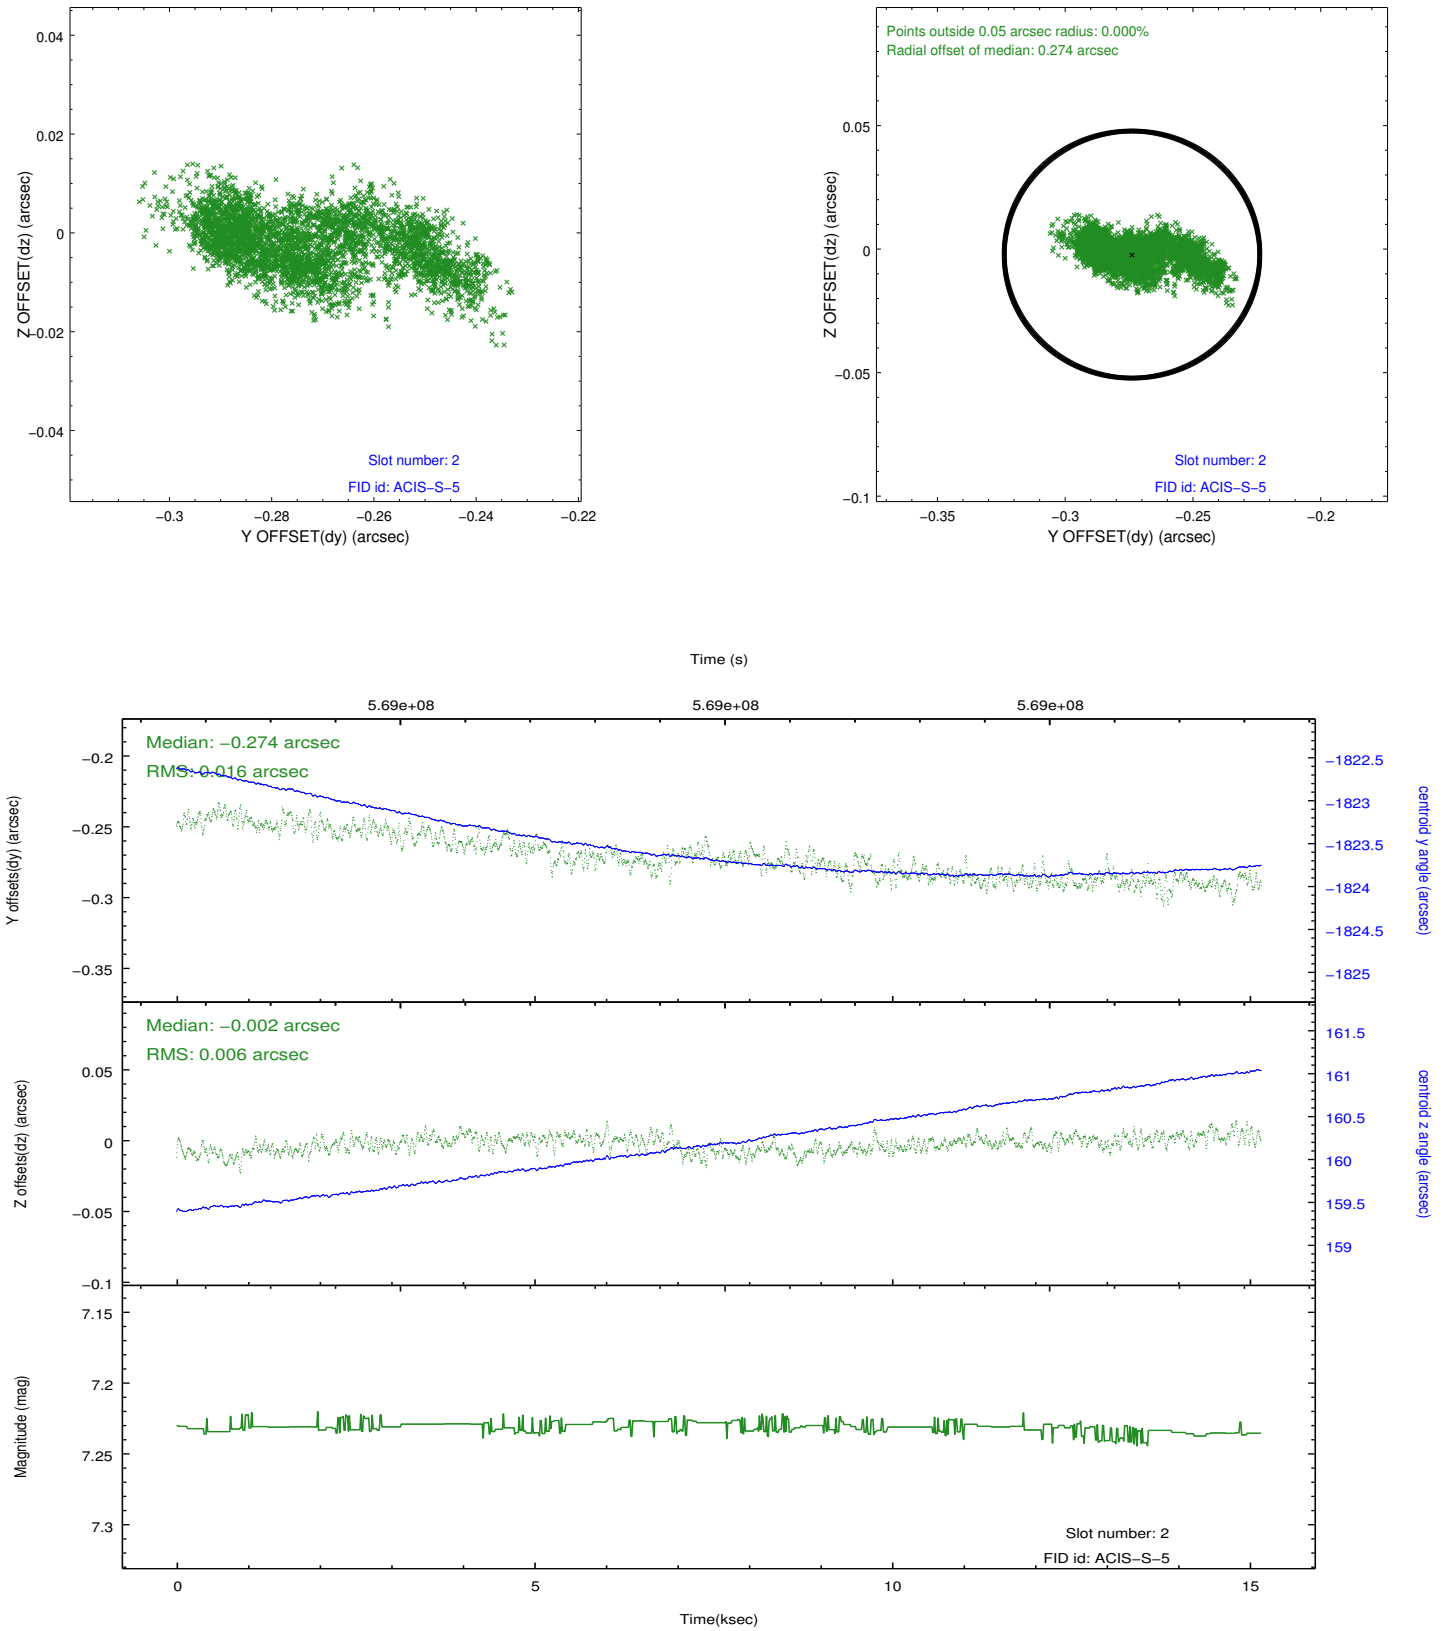 0.04
0.02
0
−0.02
−0.04
Z OFFSET(dz) (arcsec)
Slot number: 2
FID id: ACIS−S−5
−0.3
−0.28
−0.26
−0.24
−0.22
Y OFFSET(dy) (arcsec)
Points outside 0.05 arcsec radius: 0.000%
Radial offset of median: 0.274 arcsec
0.05
0
−0.05
−0.1
Z OFFSET(dz) (arcsec)
Slot number: 2
FID id: ACIS−S−5
−0.35
−0.3
−0.25
−0.2
Y OFFSET(dy) (arcsec)
Time (s)
5.69e+08
5.69e+08
5.69e+08
Median: −0.274 arcsec
RMS: 0.016 arcsec
−0.2
−0.25
−0.3
−0.35
Y offsets(dy) (arcsec)
−1822.5
−1823
−1823.5
−1824
−1824.5
−1825
centroid y angle (arcsec)
Median: −0.002 arcsec
RMS: 0.006 arcsec
0.05
0
−0.05
−0.1
Z offsets(dz) (arcsec)
161.5
161
160.5
160
159.5
159
centroid z angle (arcsec)
7.15
7.2
7.25
7.3
Magnitude (mag)
Slot number: 2
FID id: ACIS−S−5
0
5
10
15
Time(ksec)